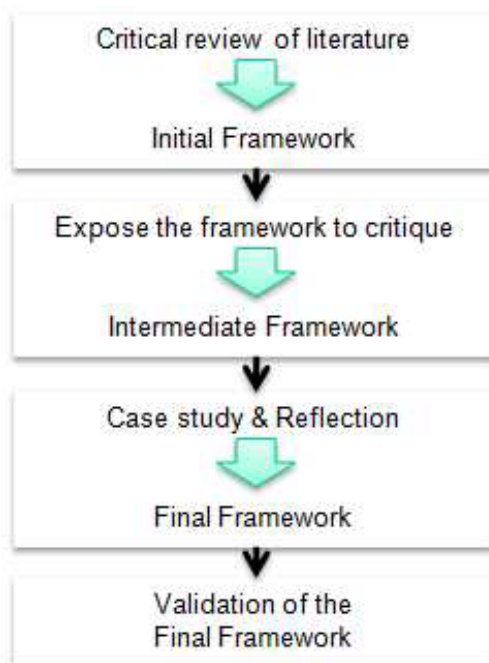 Critical review of literature
Initial Framework
Expose the framework to critique
Intermediate Framework
Case study & Reflection
Final Framework
Validation of the
Final Framework